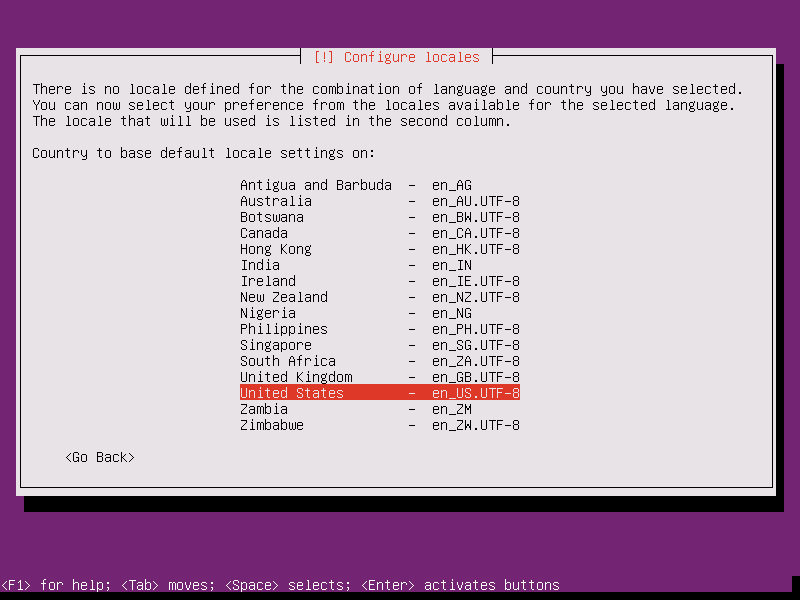 [!] Configure locales
There is no locale defined for the combination of language and country you have selected.
You can now select your preference from the locales available for the selected language.
The locale that will be used is listed in the second column.
Country to base default locale settings on:
Antigua and Barbuda - en_AG
Australia - en_AU.UTF-8
Botswana - en_BW.UTF-8
Canada - en_CA.UTF-8
Hong Kong - en_HK.UTF-8
India - en_IN
Ireland - en_IE.UTF-8
New Zealand - en_NZ.UTF-8
Nigeria - en_NG
Philippines - en_PH.UTF-8
Singapore - en_SG.UTF-8
South Africa - en_ZA.UTF-8
United Kingdom - en_GB.UTF-8
United States - en_US.UTF-8
Zambia - en_ZM
Zimbabwe - en_ZW.UTF-8
<Go Back>
<F1> for help; <Tab> moves; <Space> selects; <Enter> activates buttons